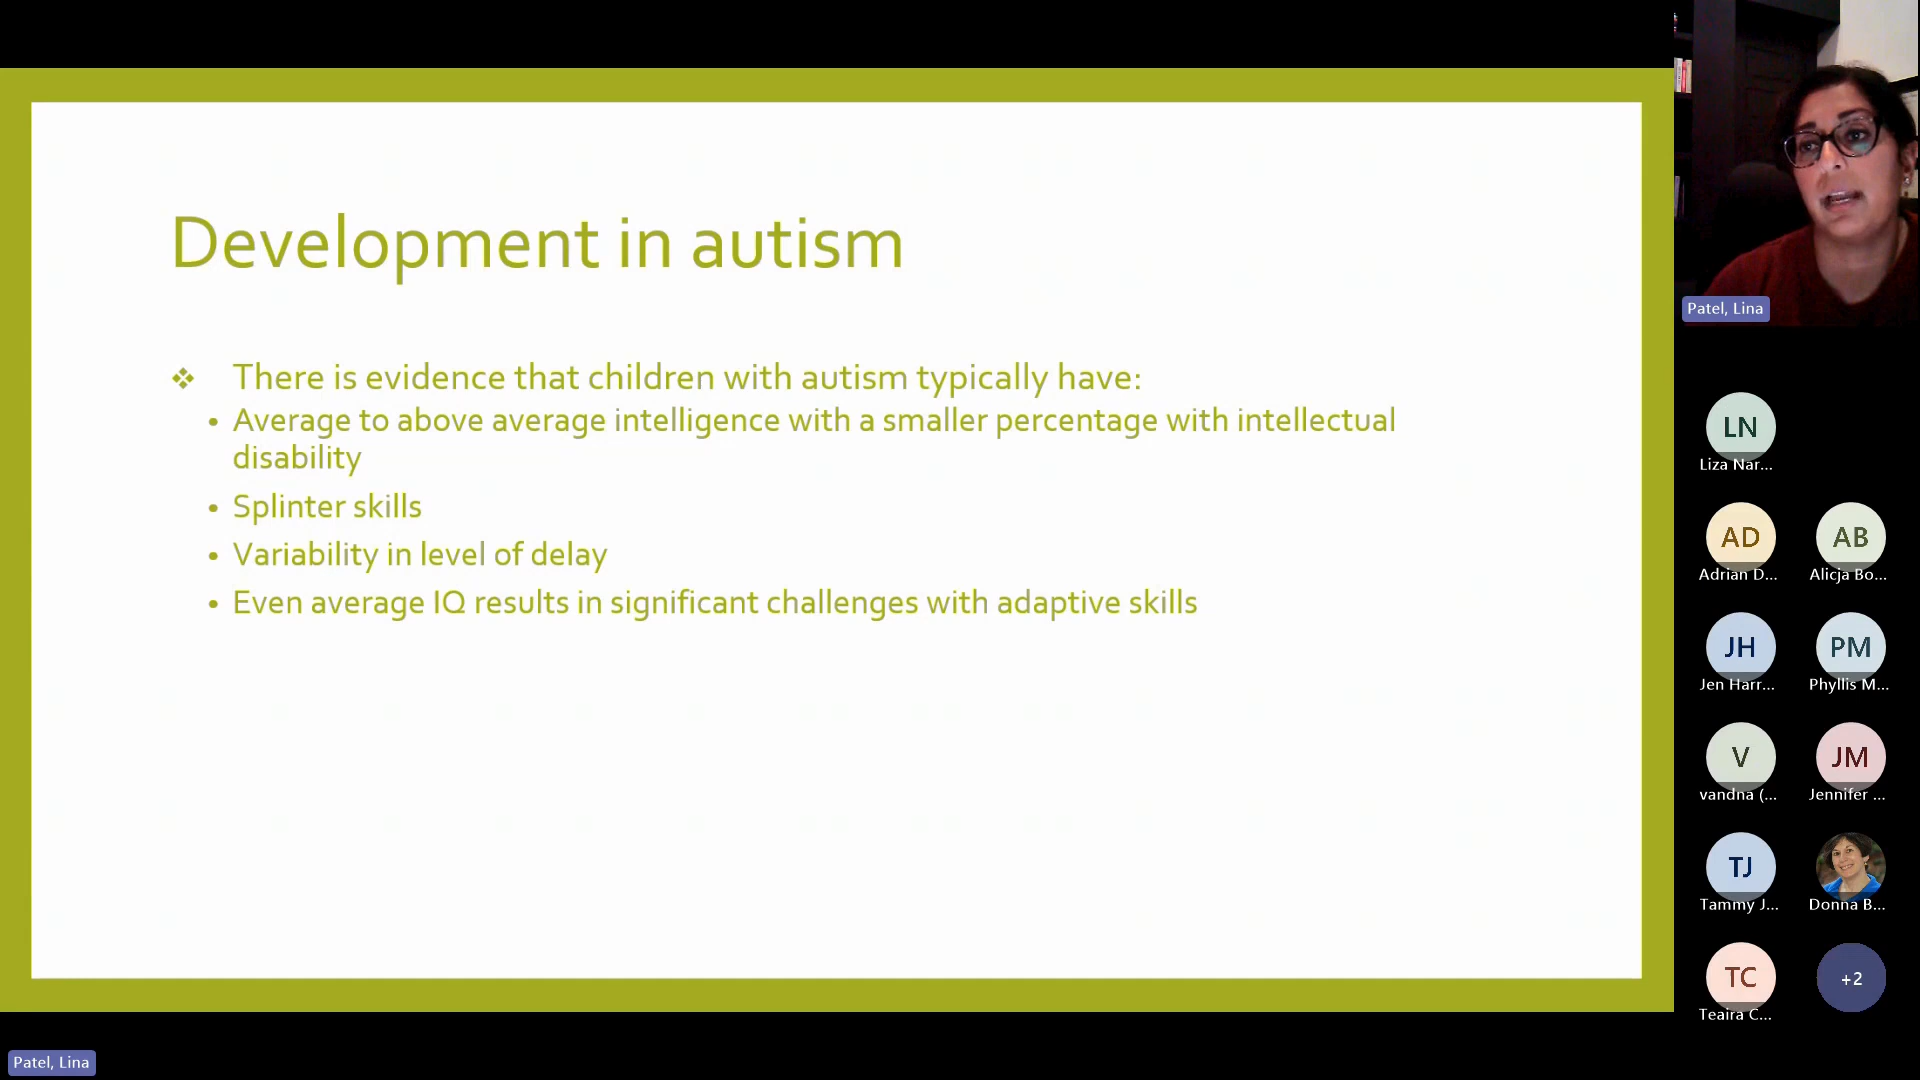 Development in autism
❖ There is evidence that children with autism typically have:
• Average to above average intelligence with a smaller percentage with intellectual
disability
• Splinter skills
• Variability in level of delay
• Even average IQ results in significant challenges with adaptive skills
Patel, Lina
LN
Liza Nar...
AD
Adrian D...
AB
Alicja Bo...
JH
Jen Harr...
PM
Phyllis M...
V
vandna (...
JM
Jennifer ...
TJ
Tammy J...
Donna B...
TC
Teaira C...
+2
Patel, Lina